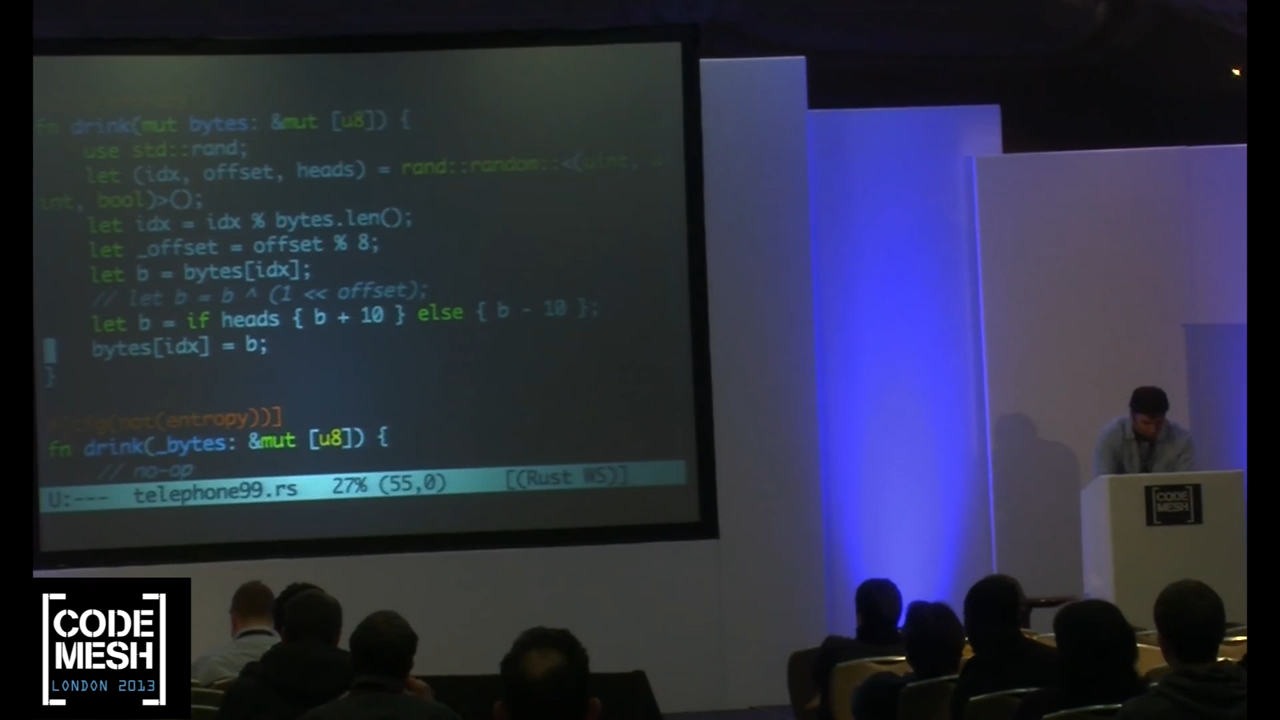 fn drink(mut bytes: &mut [u8]) {
use std::rand;
let (idx, offset, heads) = rand::random::<(uint,
int, bool)>();
let idx = idx % bytes.len();
let _offset = offset % 8;
let b = bytes[idx];
// let b = b ^ (1 << offset);
let b = if heads { b + 10 } else { b - 10 };
bytes[idx] = b;
}
(not(entropy))]
fn drink(_bytes: &mut [u8]) {
// no-op
U:--- telephone99.rs 27% (55,0) [(Rust WS)]
[CODE
MESH]
[CODE
MESH]
LONDON 2013